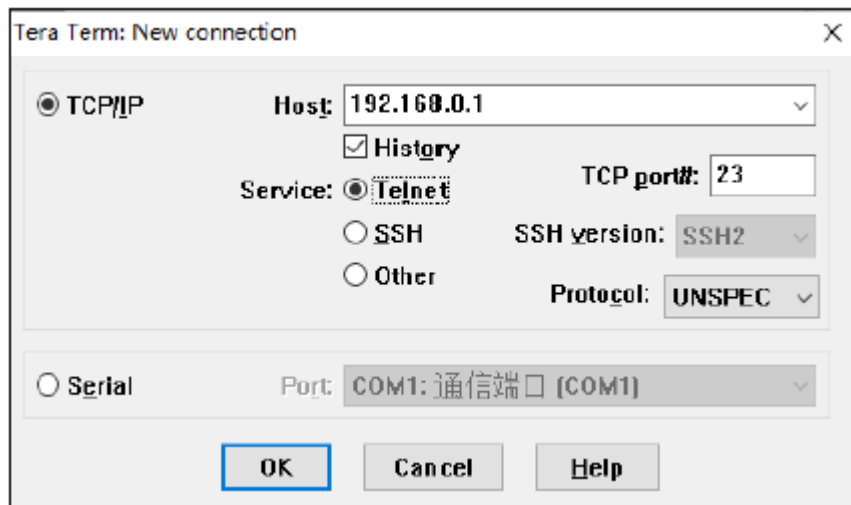 Tera Term: New connection
TCP/IP Host: 192.168.0.1
History
Service: Telnet TCP port#: 23
SSH SSH version: SSH2
Other Protocol: UNSPEC
Serial Port: COM1: 通信端口 (COM1)
OK Cancel Help